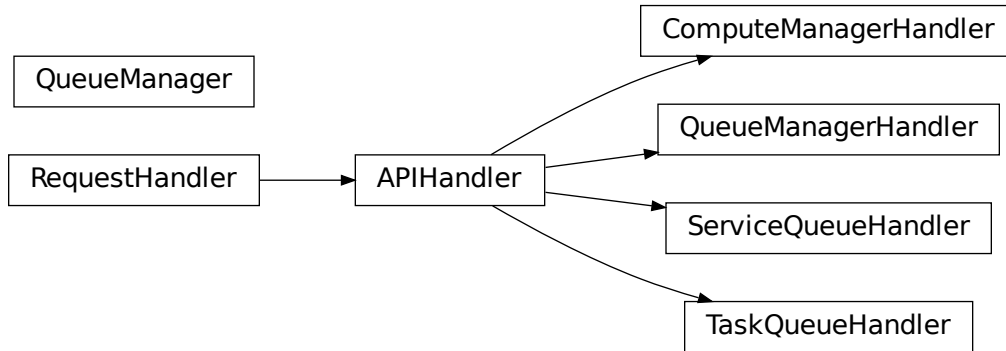 ComputeManagerHandler
QueueManager
QueueManagerHandler
RequestHandler
APIHandler
ServiceQueueHandler
TaskQueueHandler